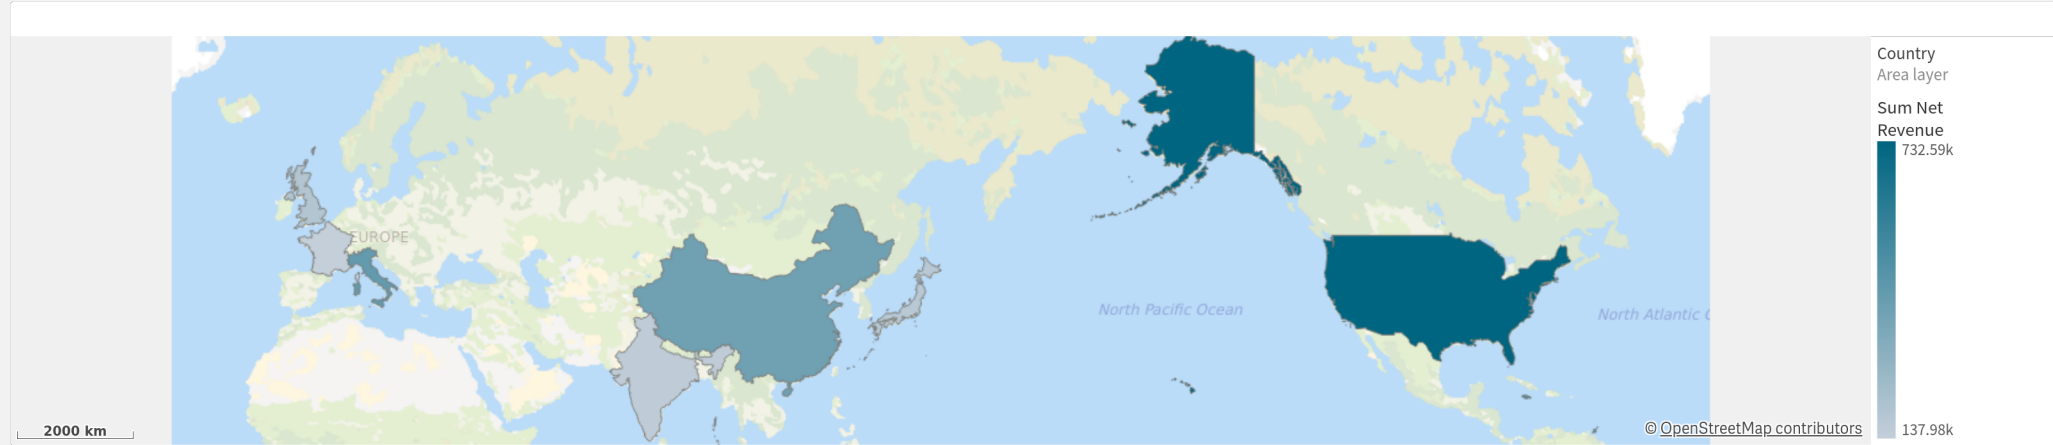 Country
Area layer
Sum Net
Revenue
732.59k
EUROPE
North Pacific Ocean
North Atlantic
2000 km
© OpenStreetMap contributors
137.98k